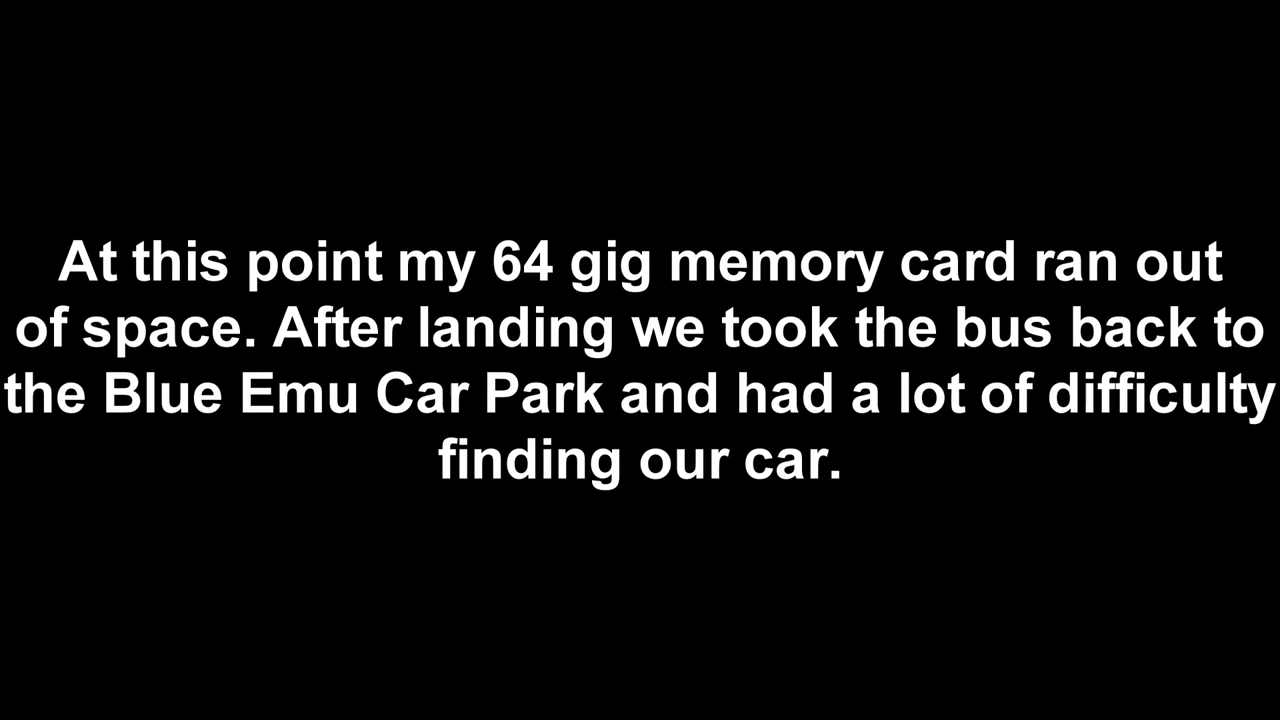 At this point my 64 gig memory card ran out
of space. After landing we took the bus back to
the Blue Emu Car Park and had a lot of difficulty
finding our car.